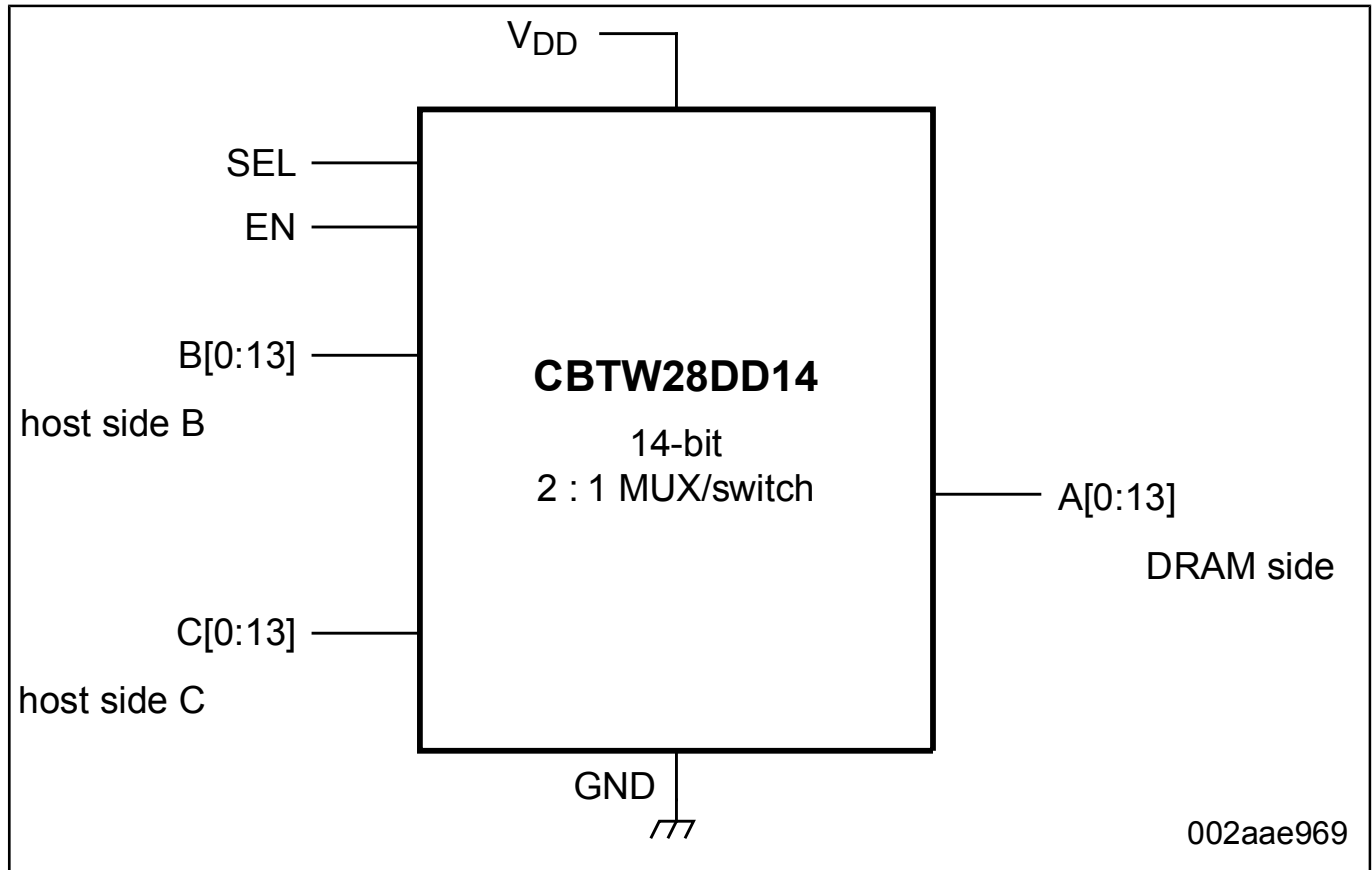 VDD
SEL
EN
B[0:13]
host side B
CBTW28DD14
14-bit
2 : 1 MUX/switch
A[0:13]
DRAM side
C[0:13]
host side C
GND
002aae969